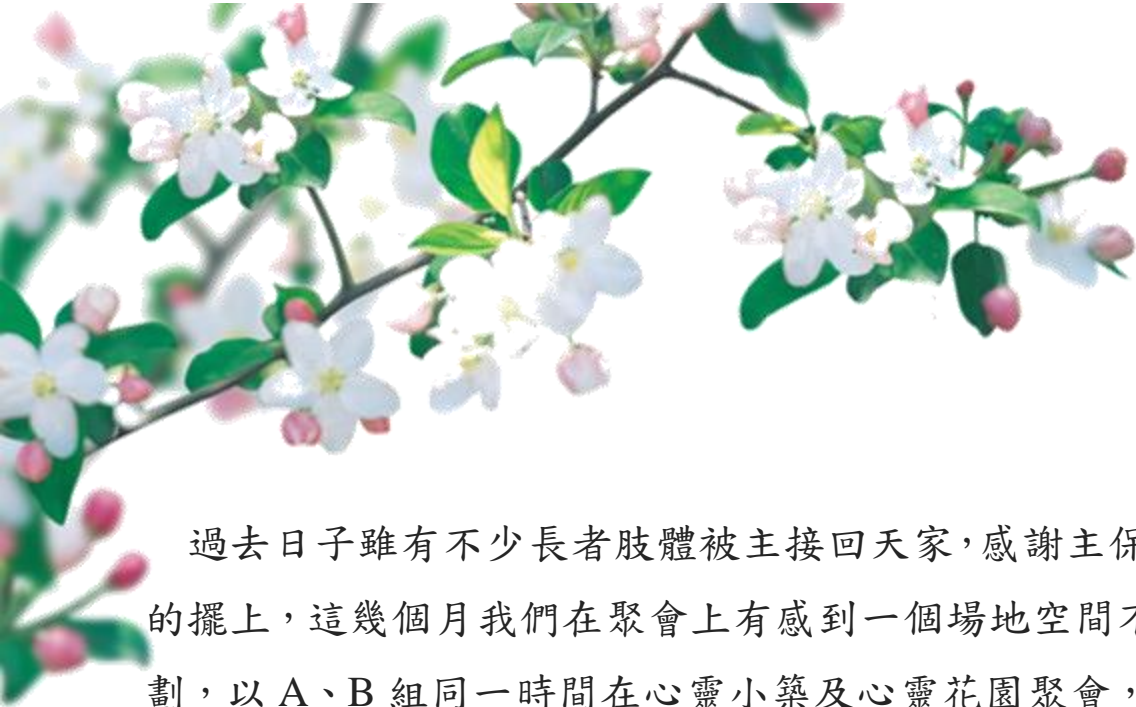 過去日子雖有不少長者肢體被主接回天家，感謝主保
的擺上，這幾個月我們在聚會上有感到一個場地空間不
劃，以 A、B 組同一時間在心靈小築及心靈花園聚會，